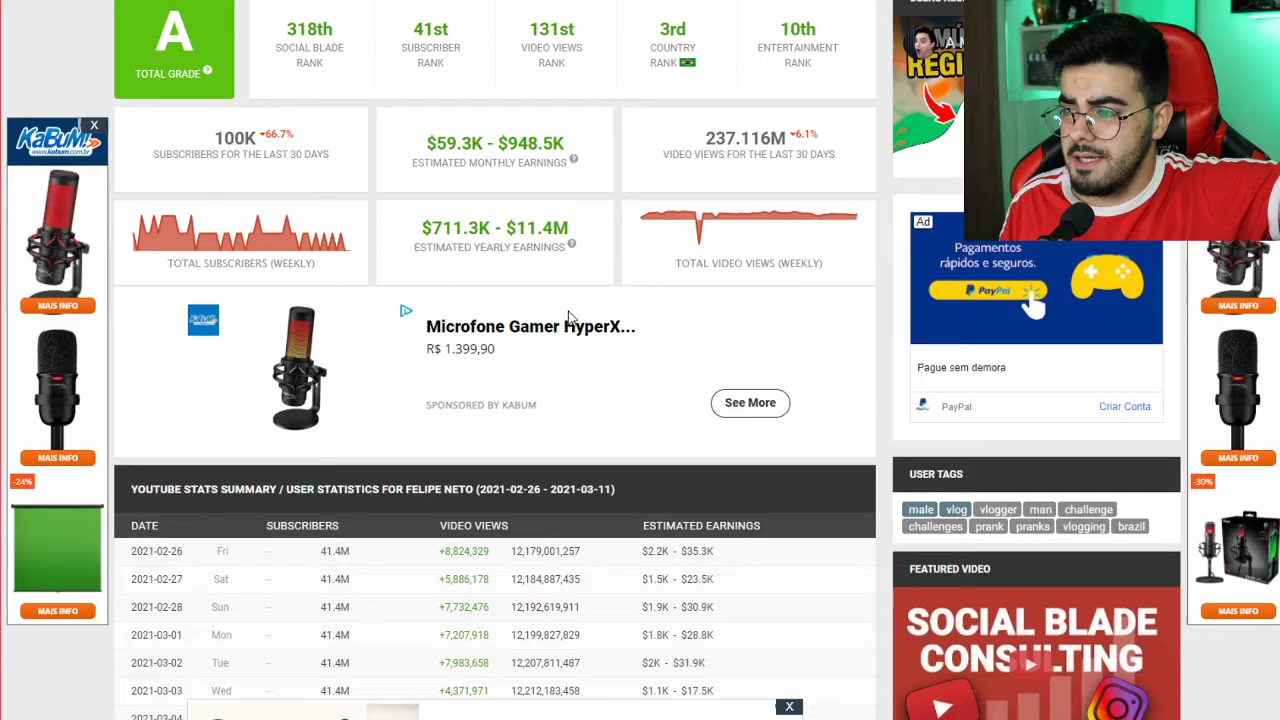 A
TOTAL GRADE
318th
SOCIAL BLADE
RANK
41st
SUBSCRIBER
RANK
131st
VIDEO VIEWS
RANK
3rd
COUNTRY
RANK
10th
ENTERTAINMENT
RANK
100K -66.7%
SUBSCRIBERS FOR THE LAST 30 DAYS
$59.3K - $948.5K
ESTIMATED MONTHLY EARNINGS
237.116M -6.1%
VIDEO VIEWS FOR THE LAST 30 DAYS
TOTAL SUBSCRIBERS (WEEKLY)
$711.3K - $11.4M
ESTIMATED YEARLY EARNINGS
TOTAL VIDEO VIEWS (WEEKLY)
X
KaBuM!
www.kabum.com.br
MAIS INFO
MAIS INFO
-24%
MAIS INFO
Microfone Gamer HyperX...
R$ 1.399,90
SPONSORED BY KABUM
See More
YOUTUBE STATS SUMMARY / USER STATISTICS FOR FELIPE NETO (2021-02-26 - 2021-03-11)
DATE SUBSCRIBERS VIDEO VIEWS ESTIMATED EARNINGS
2021-02-26 Fri -- 41.4M +8,824,329 12,179,001,257 $2.2K - $35.3K
2021-02-27 Sat -- 41.4M +5,886,178 12,184,887,435 $1.5K - $23.5K
2021-02-28 Sun -- 41.4M +7,732,476 12,192,619,911 $1.9K - $30.9K
2021-03-01 Mon -- 41.4M +7,207,918 12,199,827,829 $1.8K - $28.8K
2021-03-02 Tue -- 41.4M +7,983,658 12,207,811,487 $2K - $31.9K
2021-03-03 Wed -- 41.4M +4,371,971 12,212,183,458 $1.1K - $17.5K
2021-03-04
X
Ad
Pagamentos
rápidos e seguros.
PayPal
Pague sem demora
PayPal Criar Conta
USER TAGS
male vlog vlogger man challenge
challenges prank pranks vlogging brazil
FEATURED VIDEO
SOCIAL BLADE
CONSULTING
MAIS INFO
MAIS INFO
-30%
MAIS INFO